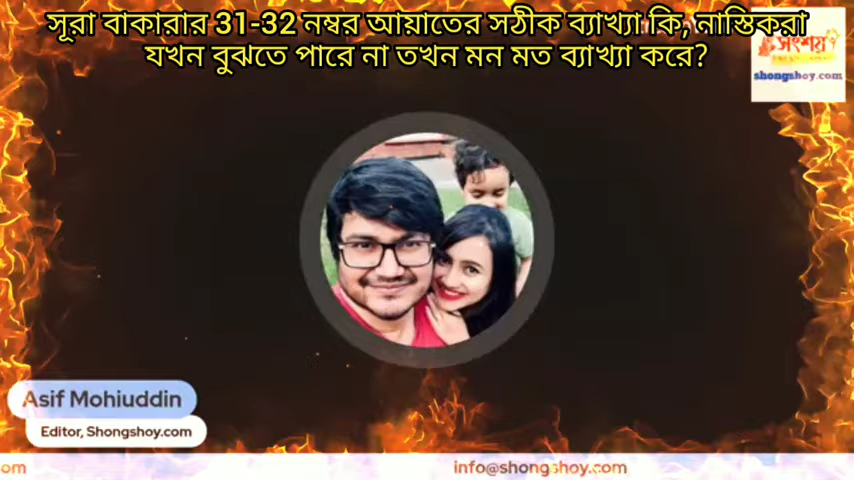 সূরা বাকারার 31-32 নম্বর আয়াতের সঠীক ব্যাখ্যা কি, নাস্তিকরা
যখন বুঝতে পারে না তখন মন মত ব্যাখ্যা করে?
সংশয়
shongshoy.com
Asif Mohiuddin
Editor, Shongshoy.com
om
info@shongshoy.com